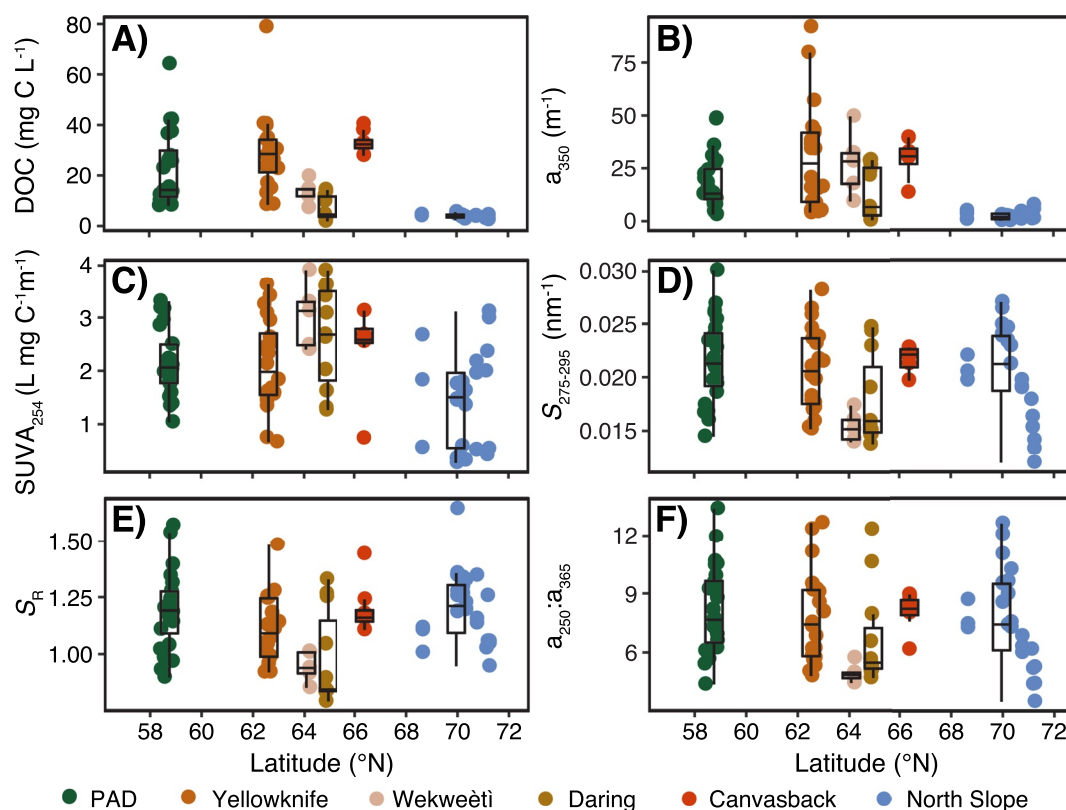 A)
DOC (mg C L⁻¹)
80
60
40
20
0
B)
a₃₅₀ (m⁻¹)
75
50
25
0
C)
SUVA₂₅₄ (L mg C⁻¹m⁻¹)
4
3
2
1
D)
S₂₇₅₋₂₉₅ (nm⁻¹)
0.030
0.025
0.020
0.015
E)
S_R
1.50
1.25
1.00
F)
a₂₅₀:a₃₆₅
12
9
6
58 60 62 64 66 68 70 72
58 60 62 64 66 68 70 72
Latitude (°N)
Latitude (°N)
PAD Yellowknife Wekweètì Daring Canvasback North Slope